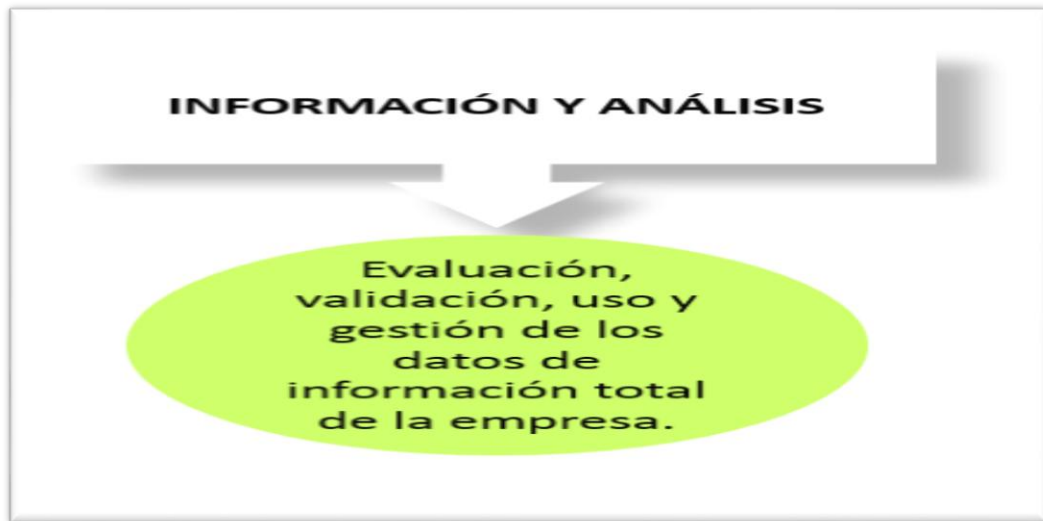 INFORMACIÓN Y ANÁLISIS
Evaluación,
validación, uso y
gestión de los
datos de
información total
de la empresa.